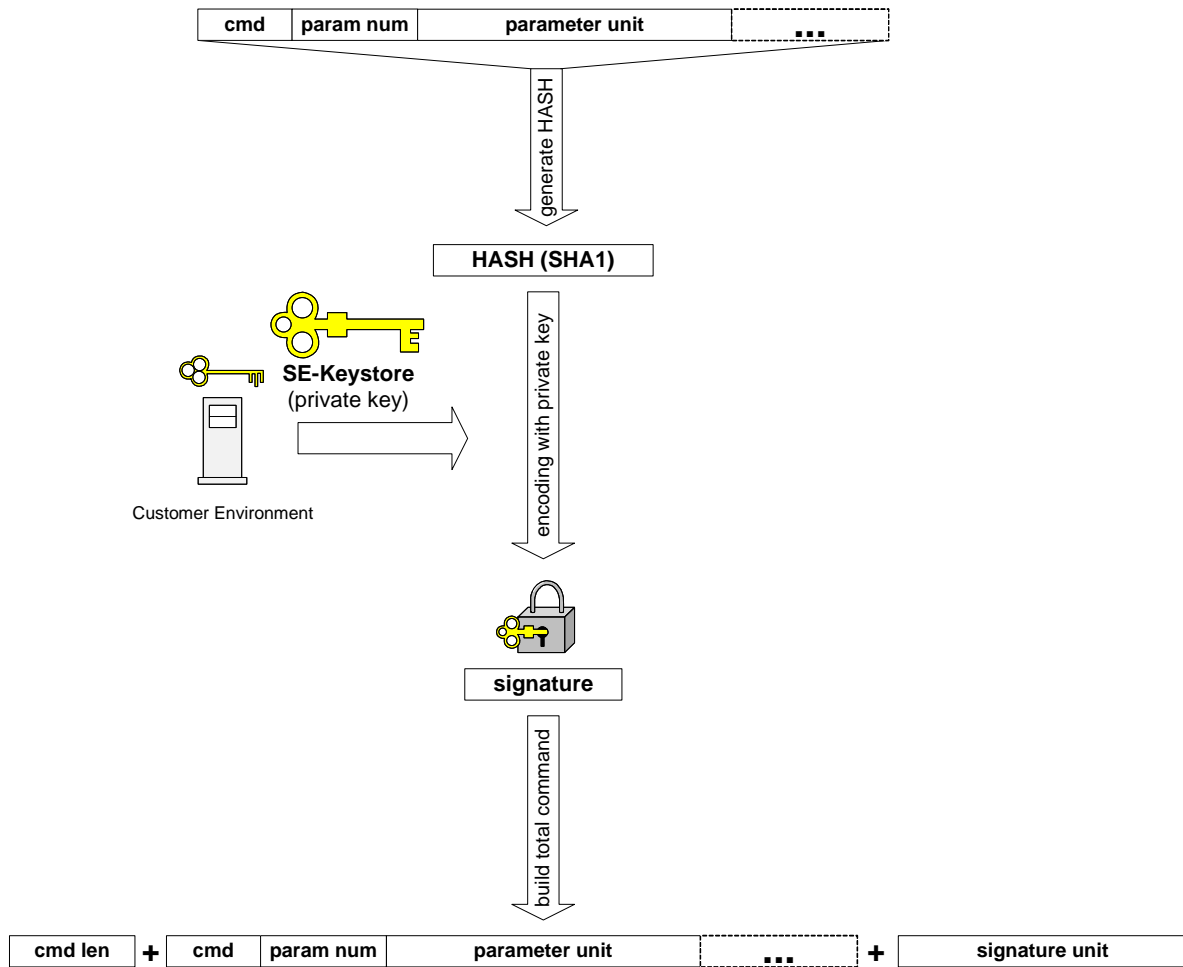 cmd param num parameter unit ...
generate HASH
HASH (SHA1)
SE-Keystore
(private key)
encoding with private key
Customer Environment
signature
build total command
cmd len + cmd param num parameter unit ... + signature unit